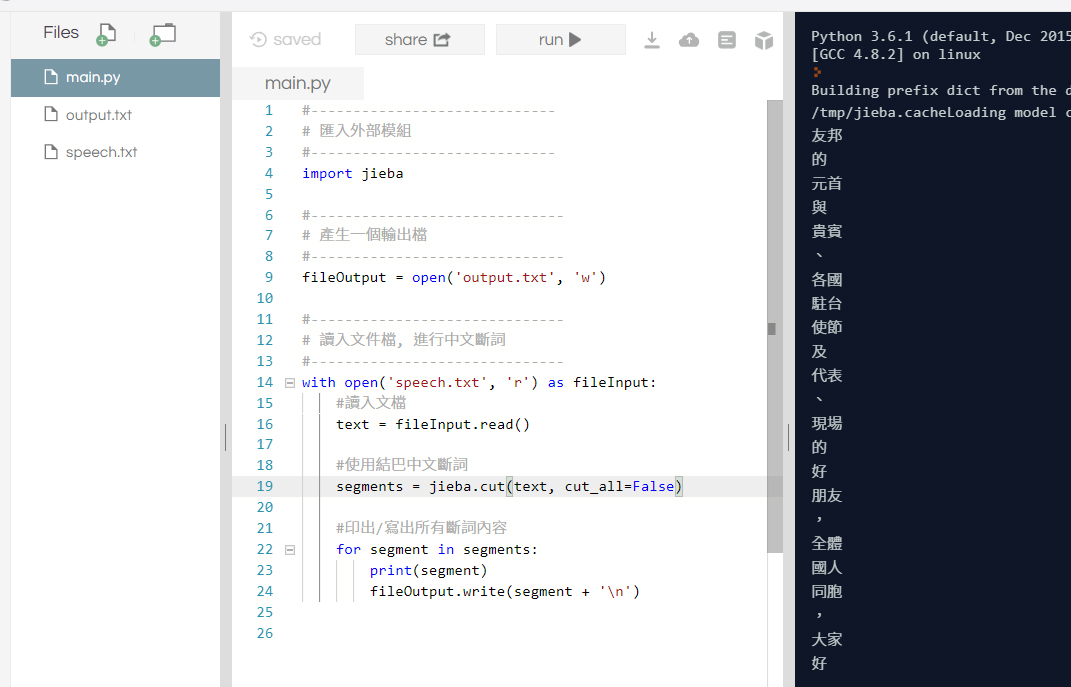 Files
saved
share
run
main.py
output.txt
speech.txt
main.py
1 #-----------------------------
2 # 匯入外部模組
3 #-----------------------------
4 import jieba
5
6 #------------------------------
7 # 產生一個輸出檔
8 #------------------------------
9 fileOutput = open('output.txt', 'w')
10
11 #------------------------------
12 # 讀入文件檔, 進行中文斷詞
13 #------------------------------
14 with open('speech.txt', 'r') as fileInput:
15 #讀入文檔
16 text = fileInput.read()
17
18 #使用結巴中文斷詞
19 segments = jieba.cut(text, cut_all=False)
20
21 #印出/寫出所有斷詞內容
22 for segment in segments:
23 print(segment)
24 fileOutput.write(segment + '\n')
25
26
Python 3.6.1 (default, Dec 2015
[GCC 4.8.2] on linux
Building prefix dict from the d
/tmp/jieba.cacheLoading model c
友邦
的
元首
與
貴賓
、
各國
駐台
使節
及
代表
、
現場
的
好
朋友
，
全體
國人
同胞
，
大家
好